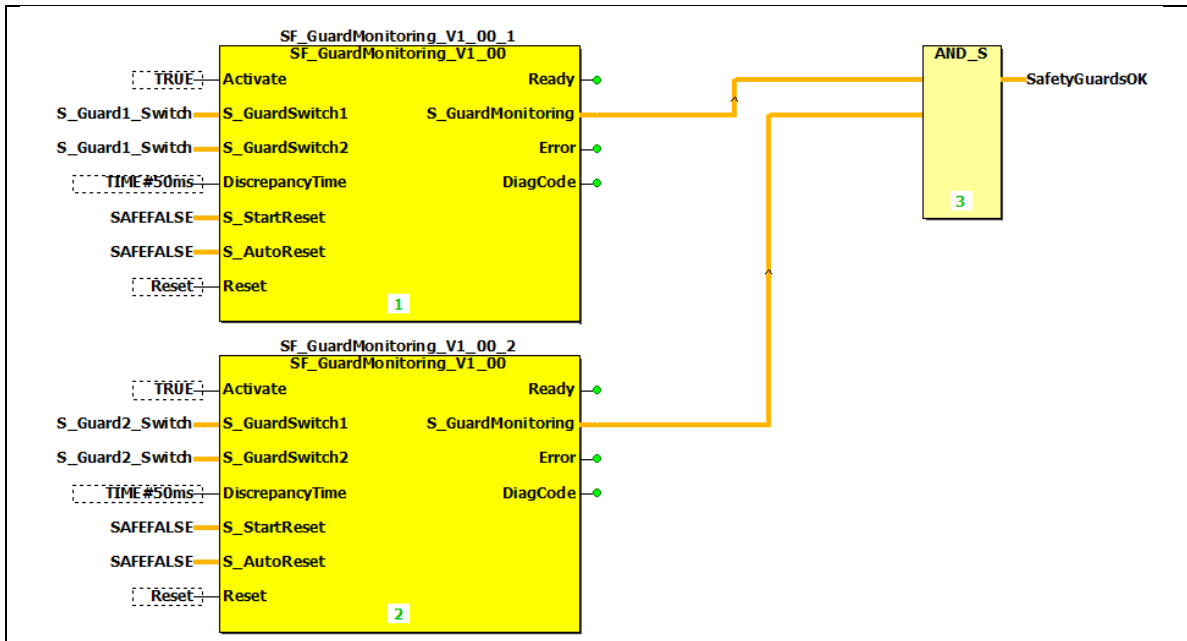 SF_GuardMonitoring_V1_00_1
SF_GuardMonitoring_V1_00
TRUE Activate Ready
S_Guard1_Switch S_GuardSwitch1 S_GuardMonitoring
S_Guard1_Switch S_GuardSwitch2 Error
TIME#50ms DiscrepancyTime DiagCode
SAFEFALSE S_StartReset
SAFEFALSE S_AutoReset
Reset Reset
1
AND_S
SafetyGuardsOK
3
SF_GuardMonitoring_V1_00_2
SF_GuardMonitoring_V1_00
TRUE Activate Ready
S_Guard2_Switch S_GuardSwitch1 S_GuardMonitoring
S_Guard2_Switch S_GuardSwitch2 Error
TIME#50ms DiscrepancyTime DiagCode
SAFEFALSE S_StartReset
SAFEFALSE S_AutoReset
Reset Reset
2